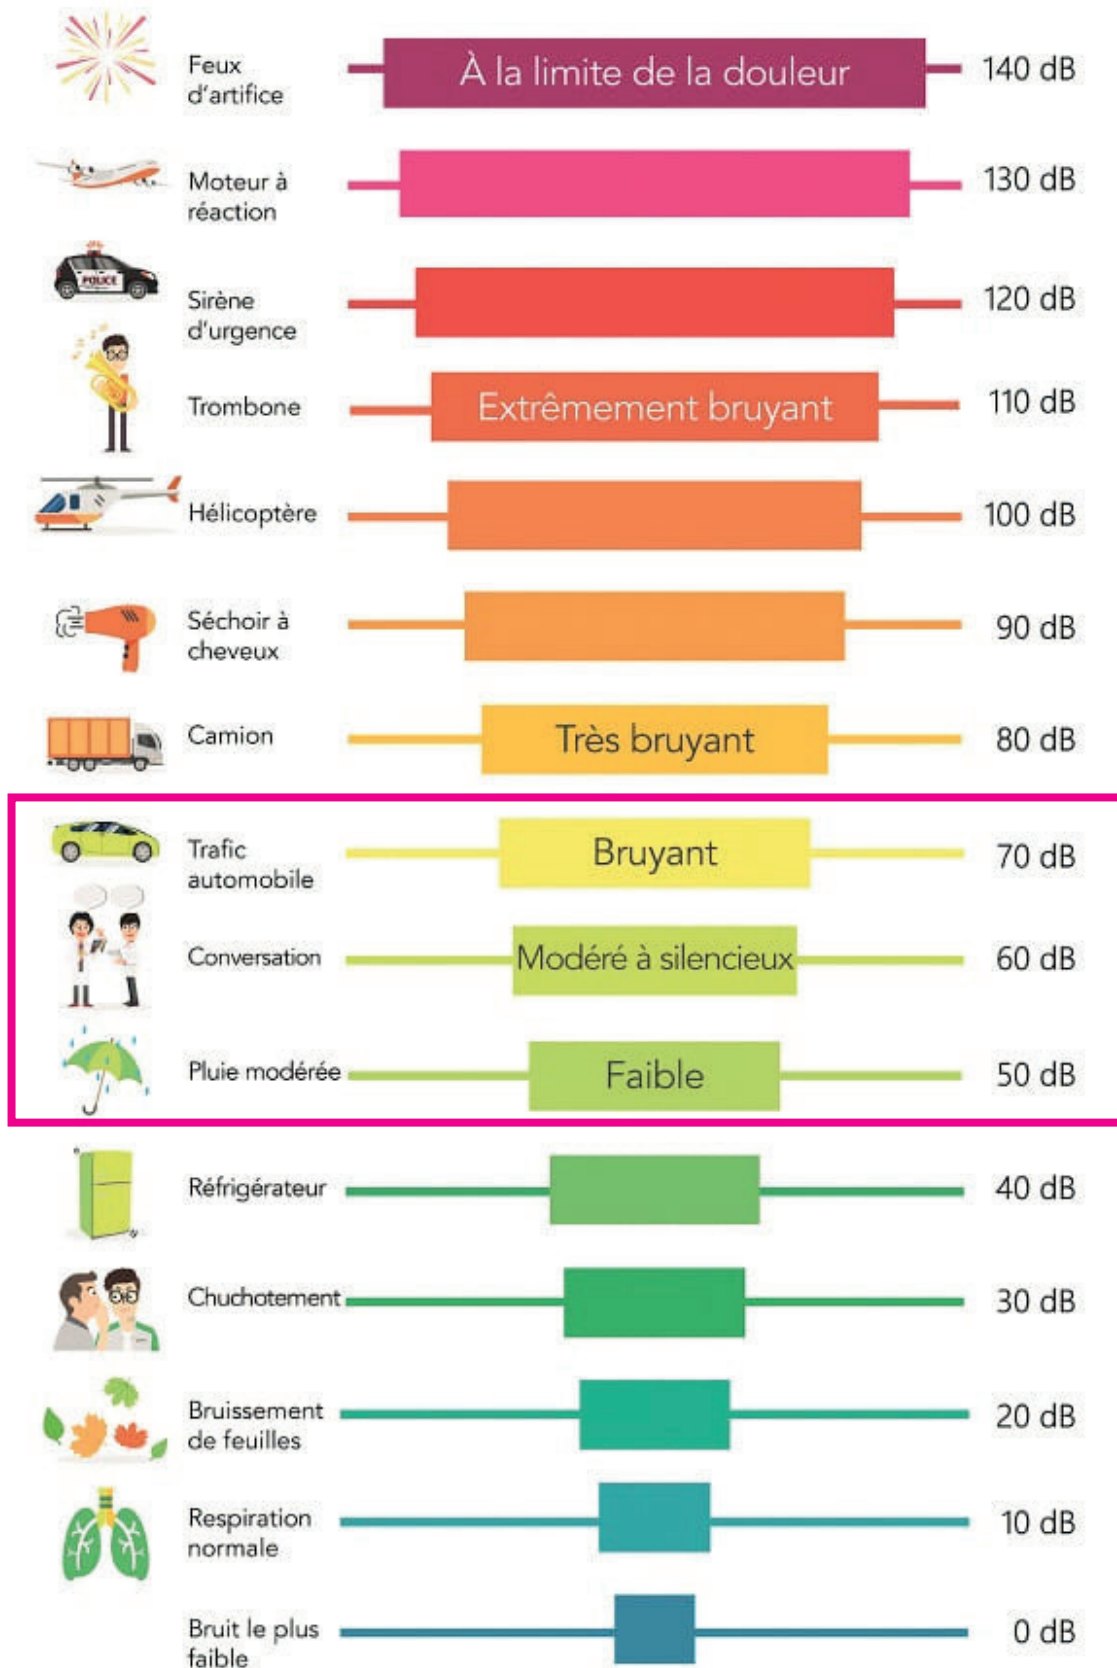 Feux
d'artifice
À la limite de la douleur
140 dB
Moteur à
réaction
130 dB
POLICE
Sirène
d'urgence
120 dB
Trombone
Extrêmement bruyant
110 dB
Hélicoptère
100 dB
Séchoir à
cheveux
90 dB
Camion
Très bruyant
80 dB
Trafic
automobile
Bruyant
70 dB
Conversation
Modéré à silencieux
60 dB
Pluie modérée
Faible
50 dB
Réfrigérateur
40 dB
Chuchotement
30 dB
Bruissement
de feuilles
20 dB
Respiration
normale
10 dB
Bruit le plus
faible
0 dB